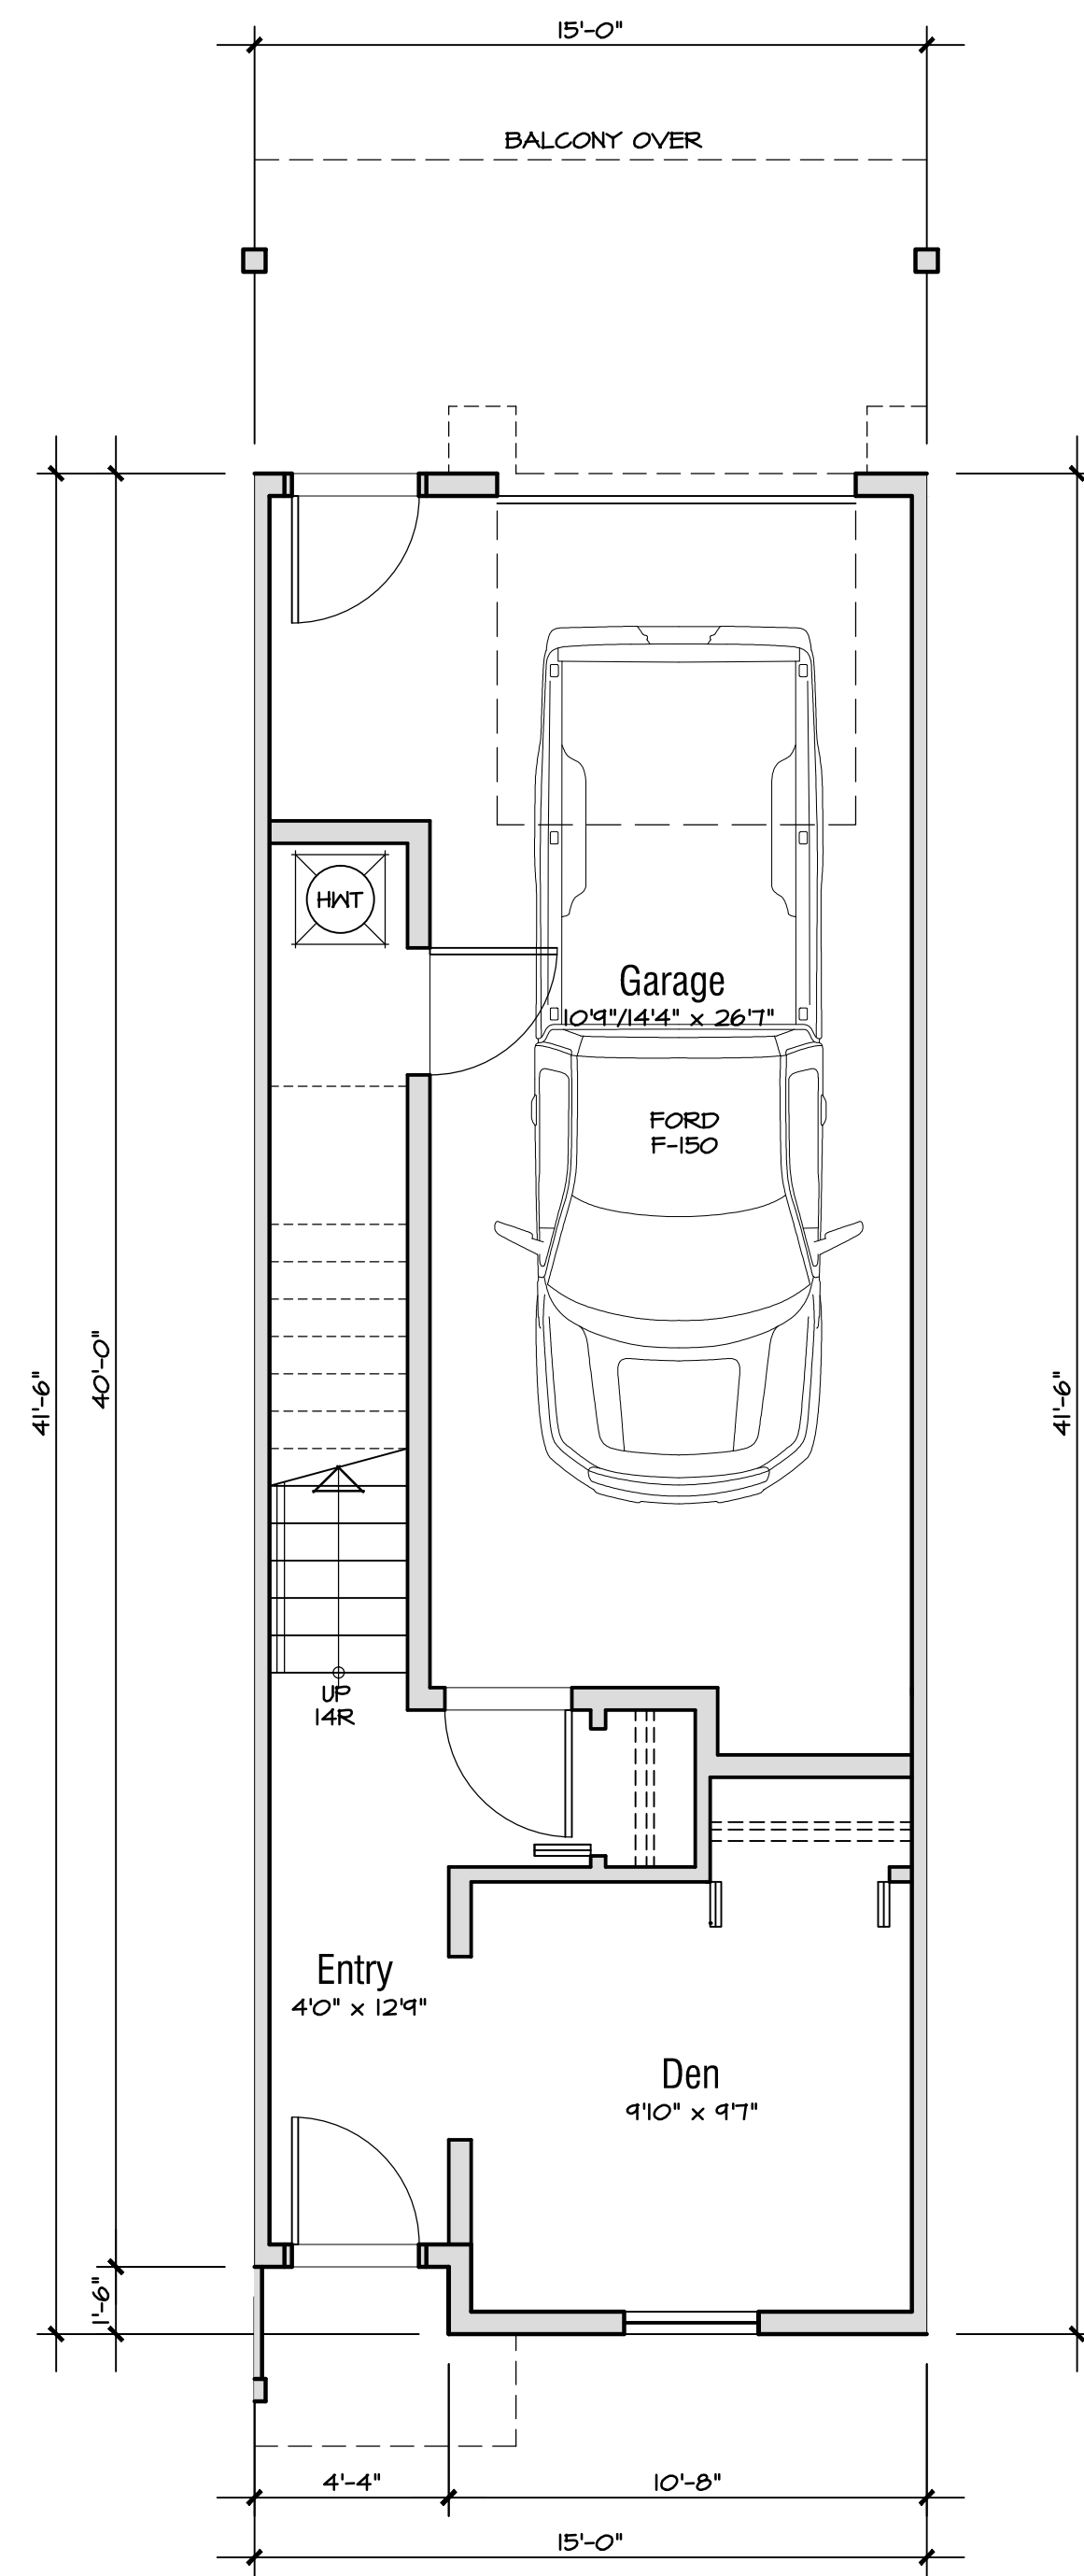 15'-0"
BALCONY OVER
HWT
Garage
10'9"/14'4" x 26'7"
FORD
F-150
41'-6"
40'-0"
41'-6"
UP
14R
Entry
4'0" x 12'9"
Den
9'10" x 9'7"
1'-6"
4'-4"
10'-8"
15'-0"